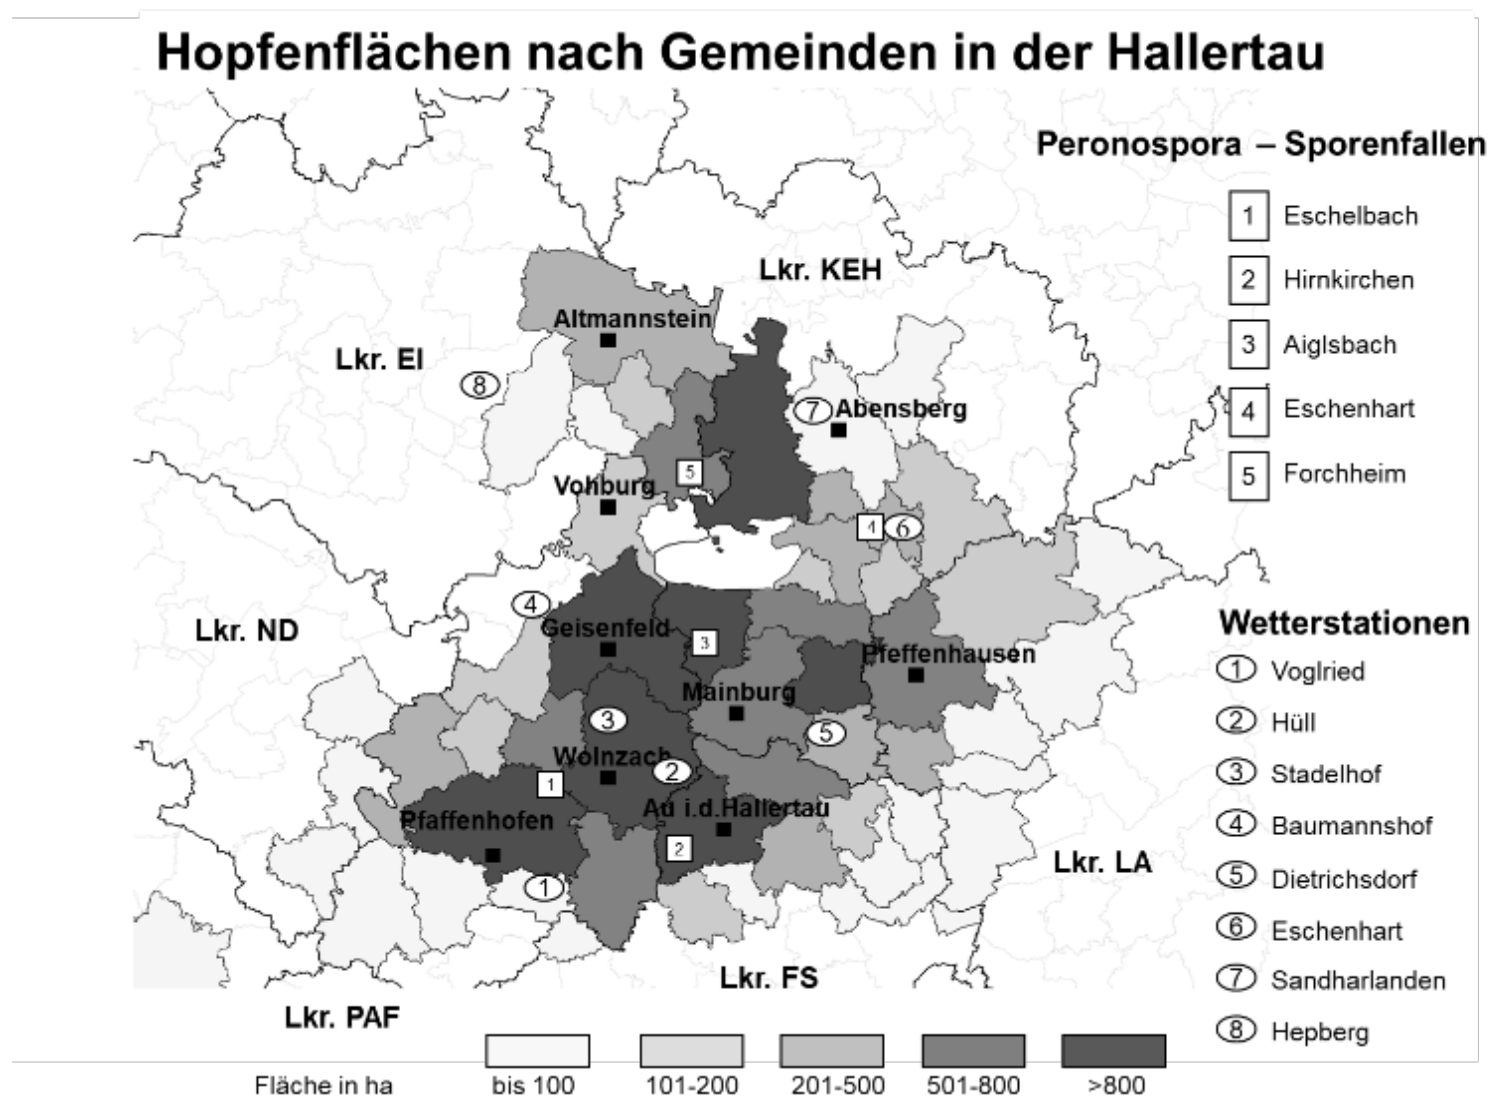 Hopfenflächen nach Gemeinden in der Hallertau
Peronospora – Sporenfallen
1 Eschelbach
2 Hirnkirchen
3 Aiglsbach
4 Eschenhart
5 Forchheim
Lkr. KEH
Altmannstein
Lkr. EI
8
7 Abensberg
5
Vohburg
4 6
4
Lkr. ND
Geisenfeld
3
Pfeffenhausen
Mainburg
3
5
Wolnzach
2
1
Au i.d.Hallertau
Pfaffenhofen
2
1
Lkr. LA
Lkr. FS
Lkr. PAF
Wetterstationen
1 Voglried
2 Hüll
3 Stadelhof
4 Baumannshof
5 Dietrichsdorf
6 Eschenhart
7 Sandharlanden
8 Hepberg
Fläche in ha bis 100 101-200 201-500 501-800 >800